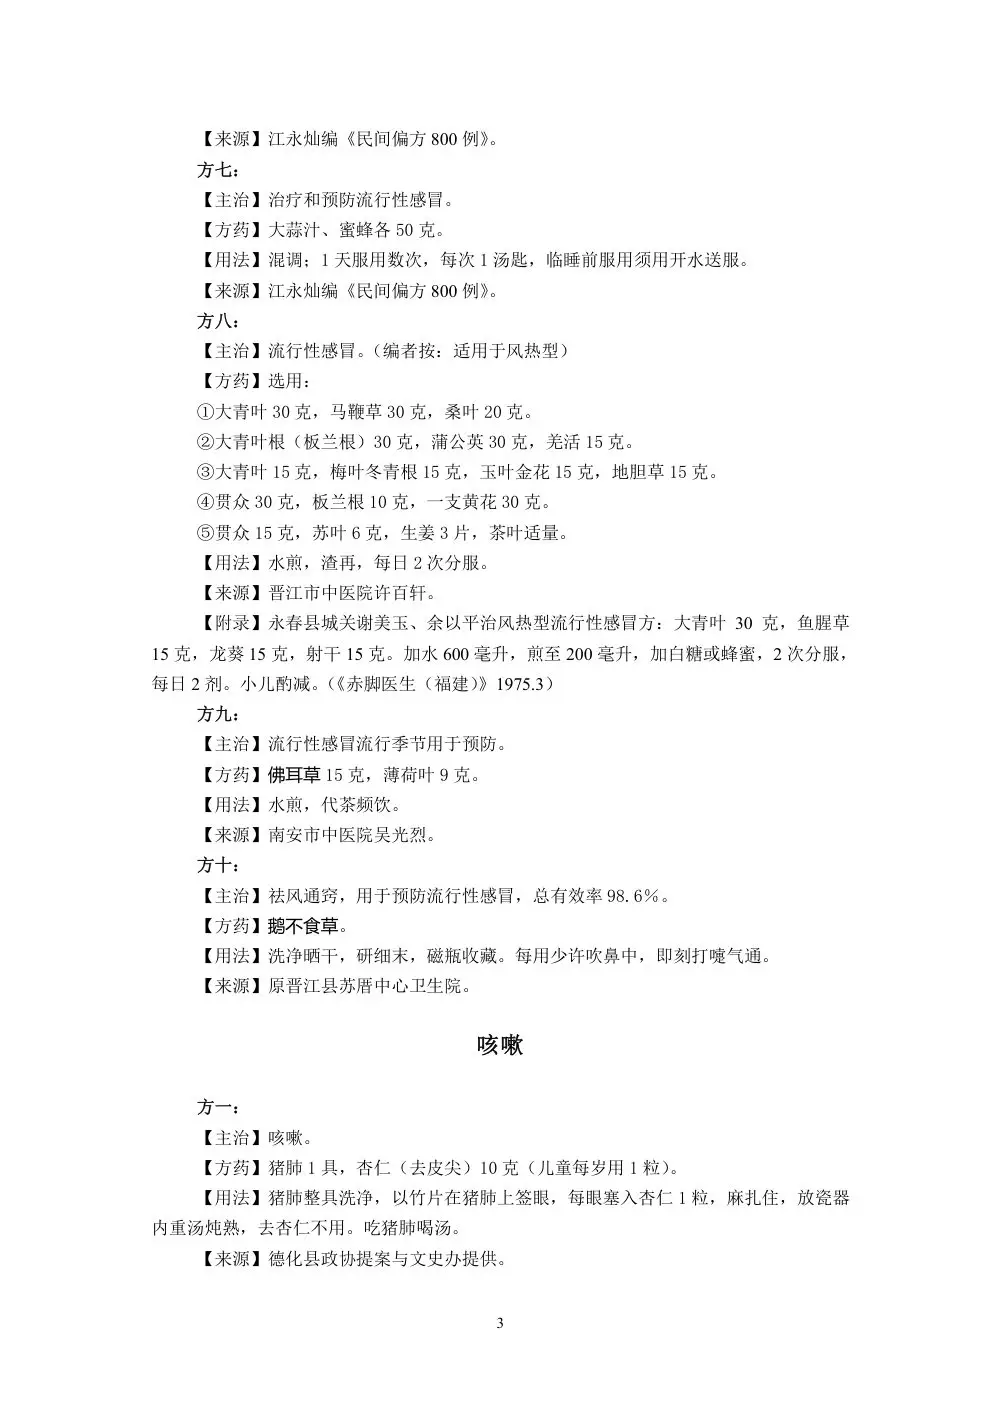 【来源】江永灿编《民间偏方 800 例》。
方七：
【主治】治疗和预防流行性感冒。
【方药】大蒜汁、蜜蜂各 50 克。
【用法】混调；1 天服用数次，每次 1 汤匙，临睡前服用须用开水送服。
【来源】江永灿编《民间偏方 800 例》。
方八：
【主治】流行性感冒。（编者按：适用于风热型）
【方药】选用：
①大青叶 30 克，马鞭草 30 克，桑叶 20 克。
②大青叶根（板兰根）30 克，蒲公英 30 克，羌活 15 克。
③大青叶 15 克，梅叶冬青根 15 克，玉叶金花 15 克，地胆草 15 克。
④贯众 30 克，板兰根 10 克，一支黄花 30 克。
⑤贯众 15 克，苏叶 6 克，生姜 3 片，茶叶适量。
【用法】水煎，渣再，每日 2 次分服。
【来源】晋江市中医院许百轩。
【附录】永春县城关谢美玉、余以平治风热型流行性感冒方：大青叶 30 克，鱼腥草
15 克，龙葵 15 克，射干 15 克。加水 600 毫升，煎至 200 毫升，加白糖或蜂蜜，2 次分服，
每日 2 剂。小儿酌减。（《赤脚医生（福建）》1975.3）
方九：
【主治】流行性感冒流行季节用于预防。
【方药】佛耳草 15 克，薄荷叶 9 克。
【用法】水煎，代茶频饮。
【来源】南安市中医院吴光烈。
方十：
【主治】祛风通窍，用于预防流行性感冒，总有效率 98.6％。
【方药】鹅不食草。
【用法】洗净晒干，研细末，磁瓶收藏。每用少许吹鼻中，即刻打嚏气通。
【来源】原晋江县苏厝中心卫生院。
咳嗽
方一：
【主治】咳嗽。
【方药】猪肺 1 具，杏仁（去皮尖）10 克（儿童每岁用 1 粒）。
【用法】猪肺整具洗净，以竹片在猪肺上签眼，每眼塞入杏仁 1 粒，麻扎住，放瓷器
内重汤炖熟，去杏仁不用。吃猪肺喝汤。
【来源】德化县政协提案与文史办提供。
3